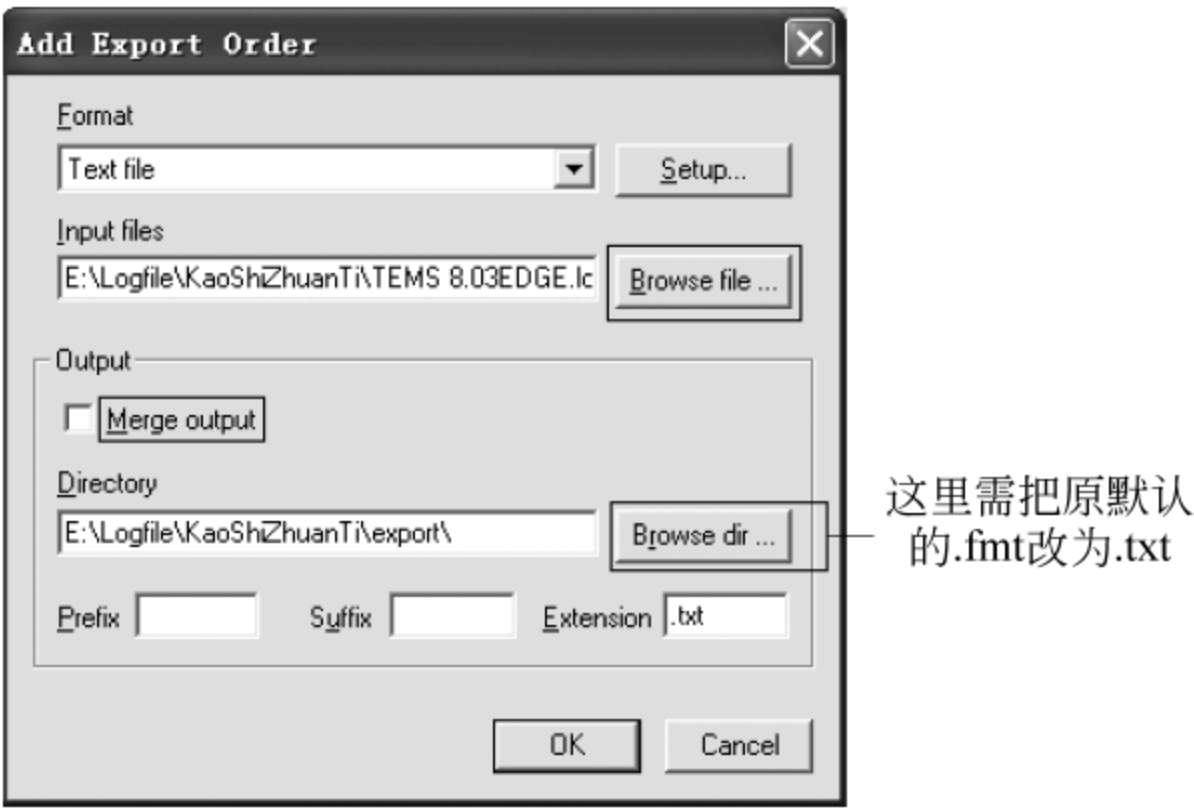 Add Export Order
Format
Text file
Setup...
Input files
E:\Logfile\KaoShiZhuanTi\TEMS 8.03EDGE.lc
Browse file ...
Output
Merge output
Directory
E:\Logfile\KaoShiZhuanTi\export\
Browse dir ...
这里需把原默认
的.fmt改为.txt
Prefix
Suffix
Extension
.txt
OK
Cancel